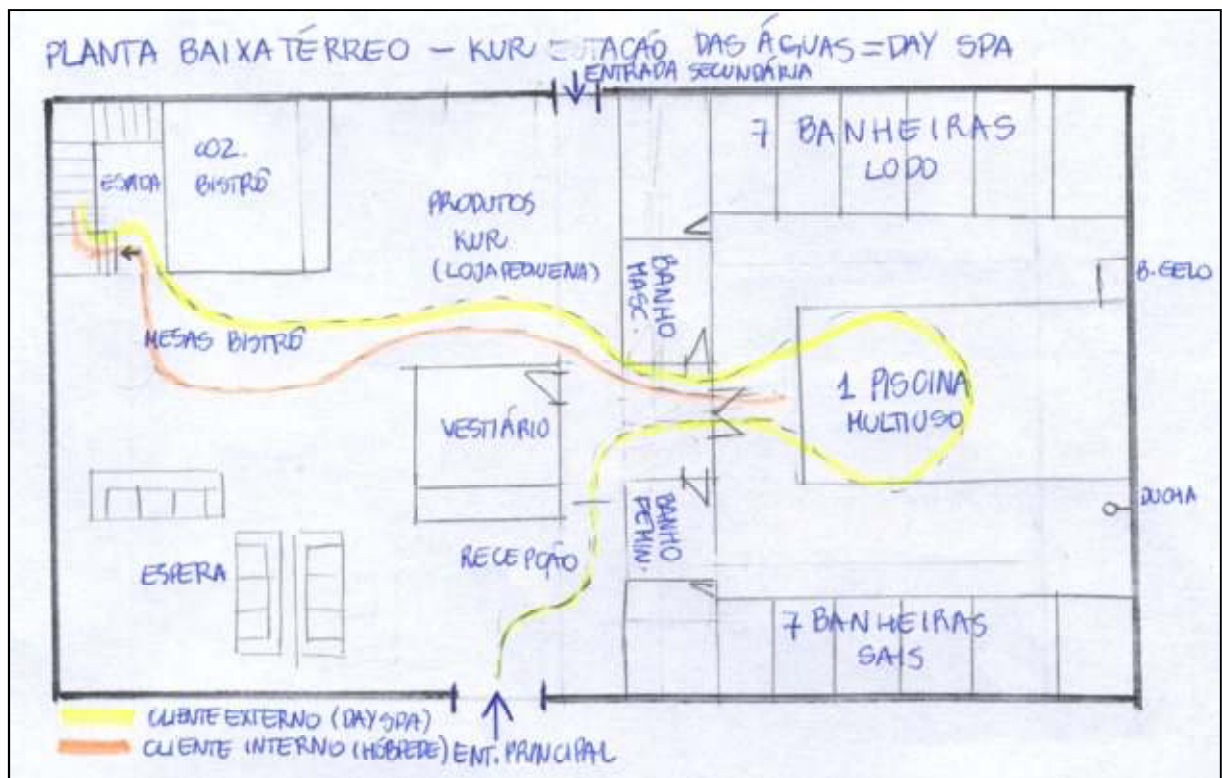 PLANTA BAIXA TÉRREO - KUR = ESTAÇÃO DAS ÁGUAS = DAY SPA
ENTRADA SECUNDÁRIA
COZ.
BISTRÔ
ESCADA
PRODUTOS
KUR
(LOJA PEQUENA)
7 BANHEIRAS
LODO
BANHO
MASC.
B. GELO
MESAS BISTRÔ
1 PISCINA
MULTIUSO
VESTIÁRIO
BANHO
FEMIN.
DUCHA
RECEPÇÃO
ESPERA
7 BANHEIRAS
SAIS
CLIENTE EXTERNO (DAY SPA)
CLIENTE INTERNO (HÓSPEDE)
ENT. PRINCIPAL